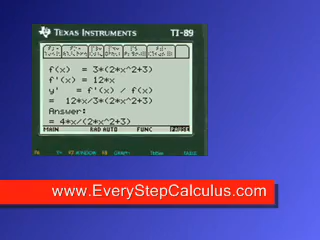 TEXAS INSTRUMENTS TI-89
f(x) = 3*(2*x^2+3)
f'(x) = 12*x
y' = f'(x) / f(x)
= 12*x/3*(2*x^2+3)
Answer:
= 4*x/(2*x^2+3)
MAIN RAD AUTO FUNC
www.EveryStepCalculus.com